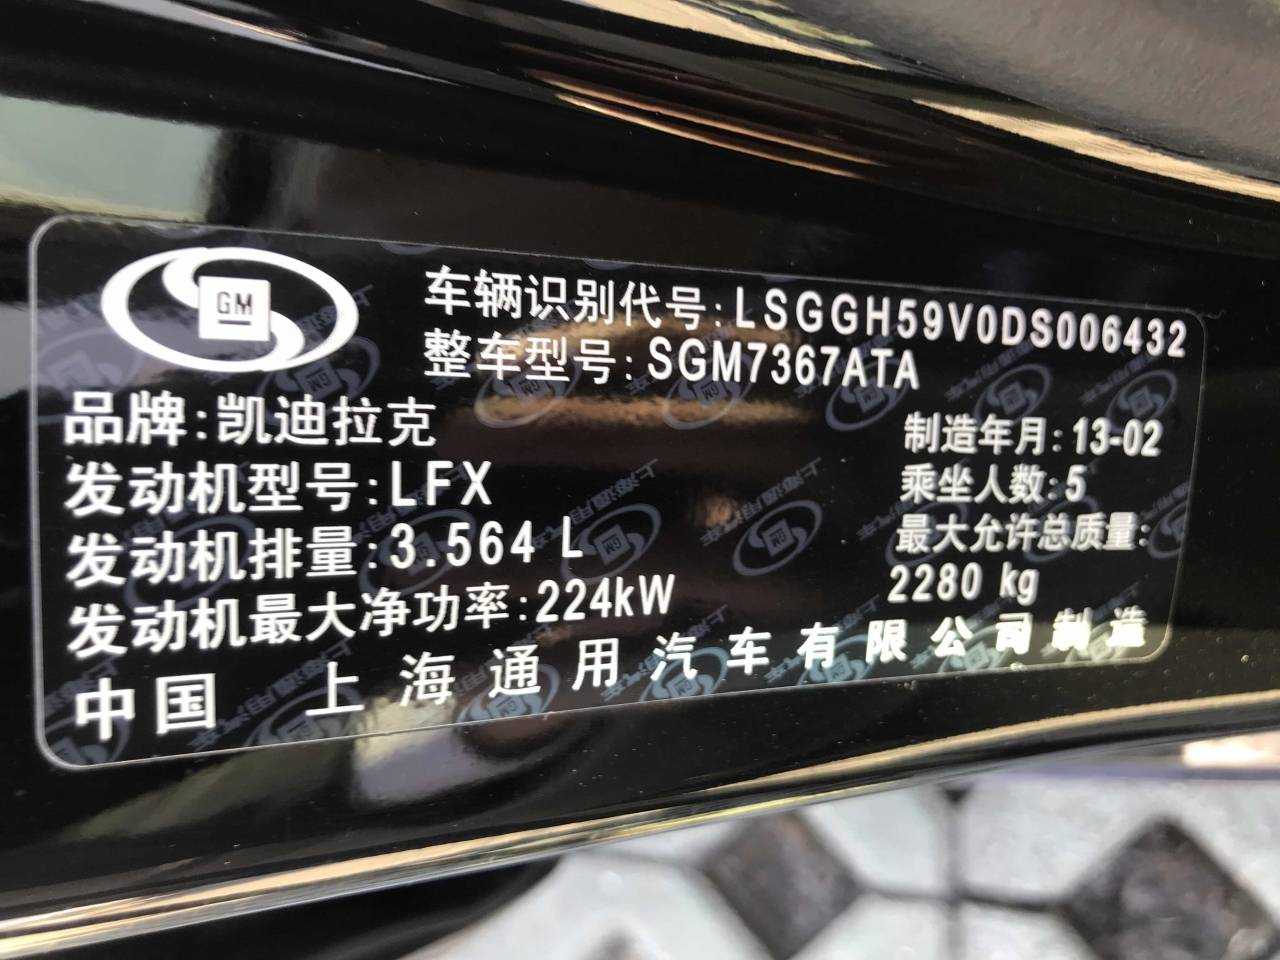 GM
车辆识别代号:LSGGH59V0DS006432
整车型号:SGM7367ATA
品牌:凯迪拉克
发动机型号:LFX
发动机排量:3.564 L
发动机最大净功率:224kW
制造年月:13-02
乘坐人数:5
最大允许总质量:
2280 kg
中国 上海通用汽车有限公司制造